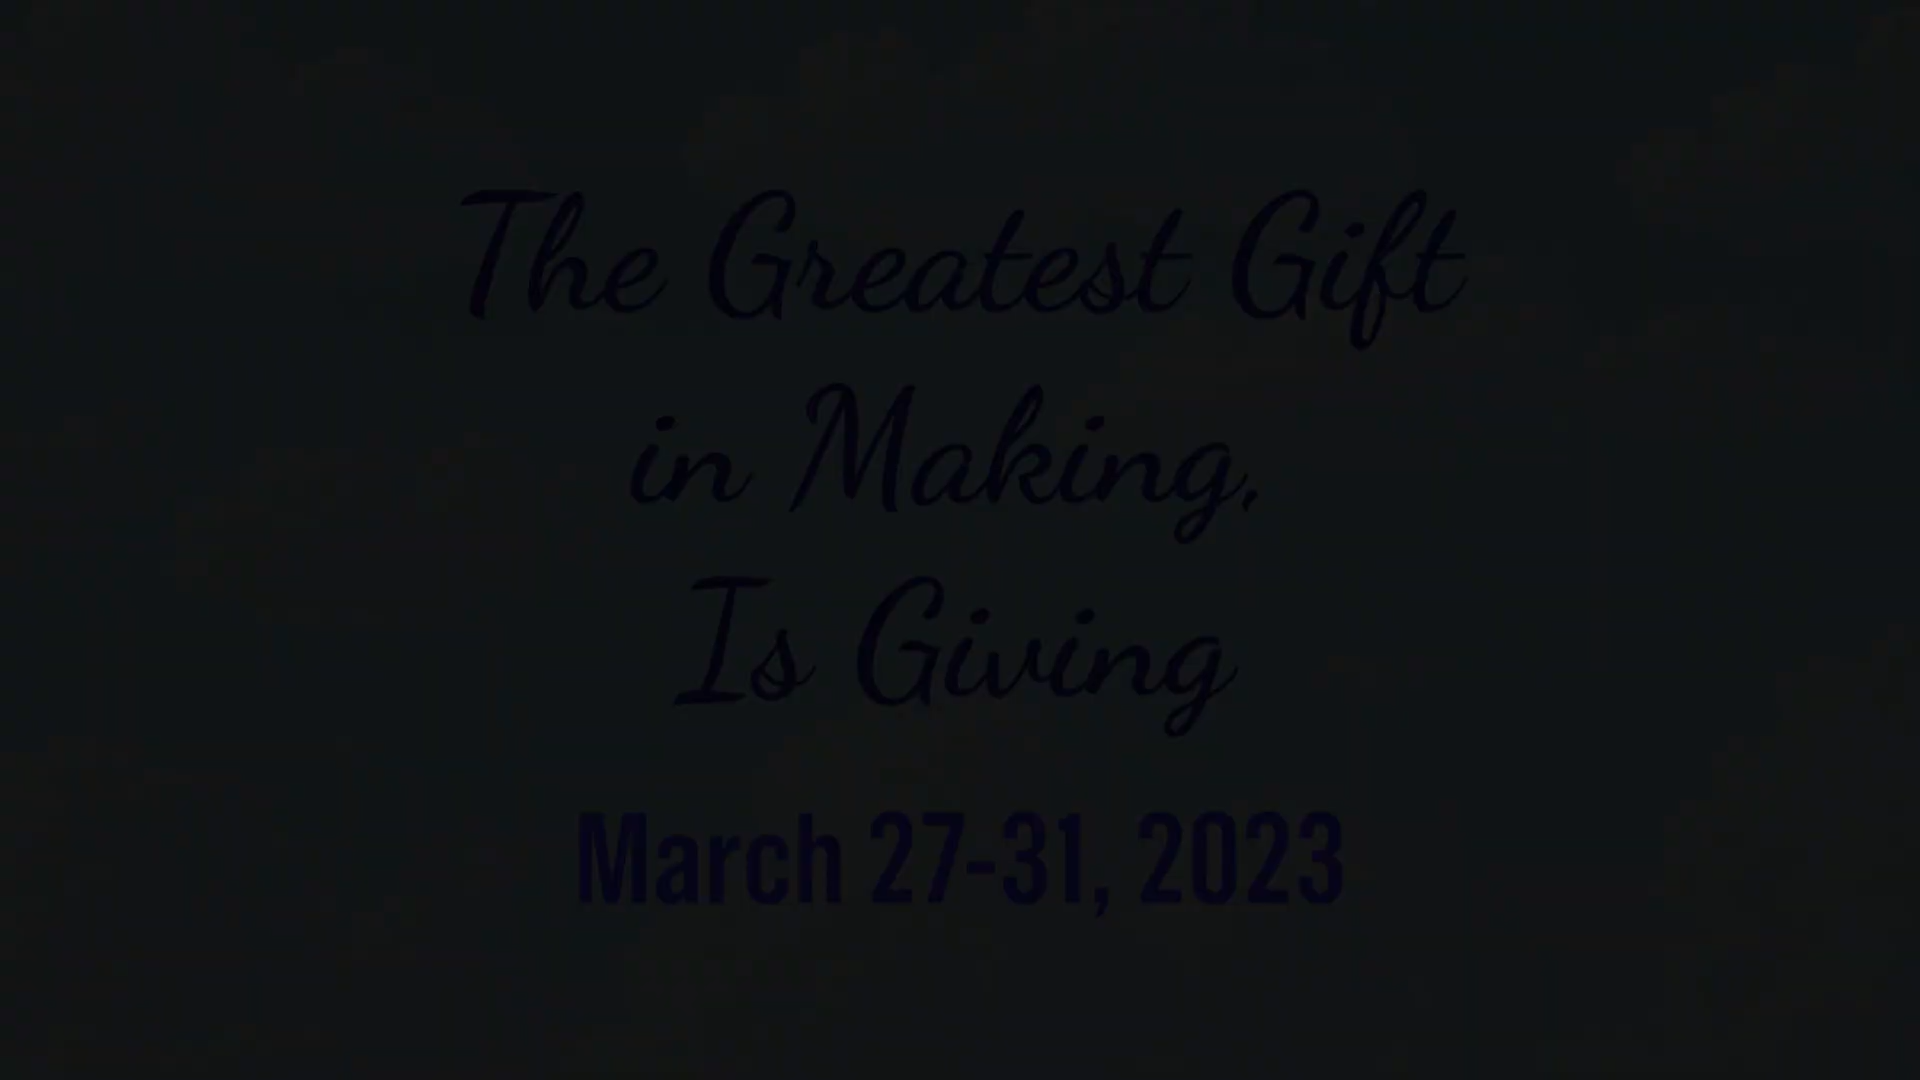 The Greatest Gift
in Making,
Is Giving
March 27-31, 2023